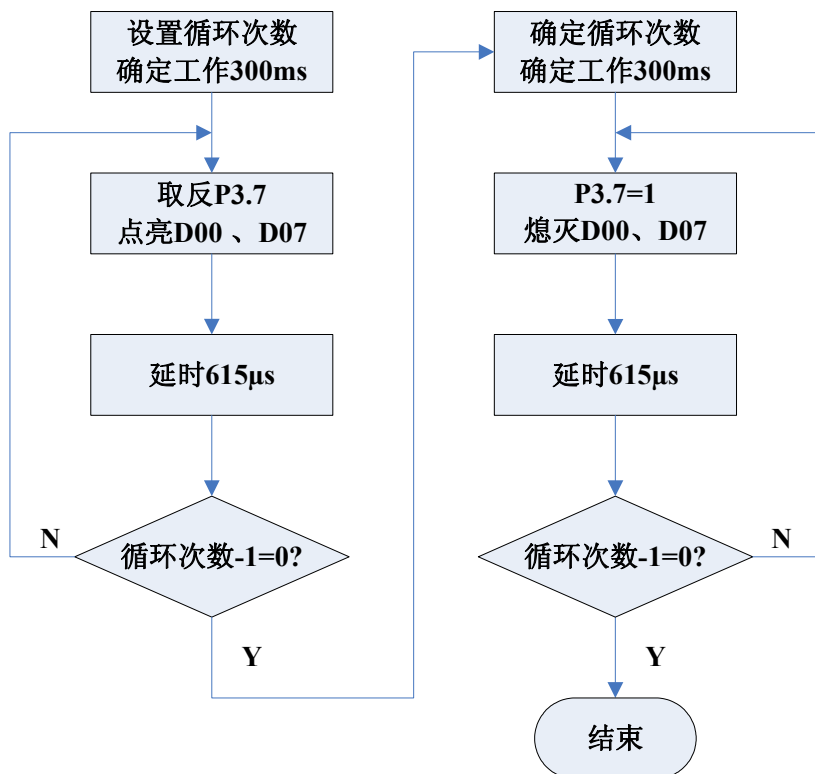 设置循环次数
确定工作300ms
取反P3.7
点亮D00 、D07
延时615μs
循环次数-1=0?
N
Y
确定循环次数
确定工作300ms
P3.7=1
熄灭D00、D07
延时615μs
循环次数-1=0?
N
Y
结束